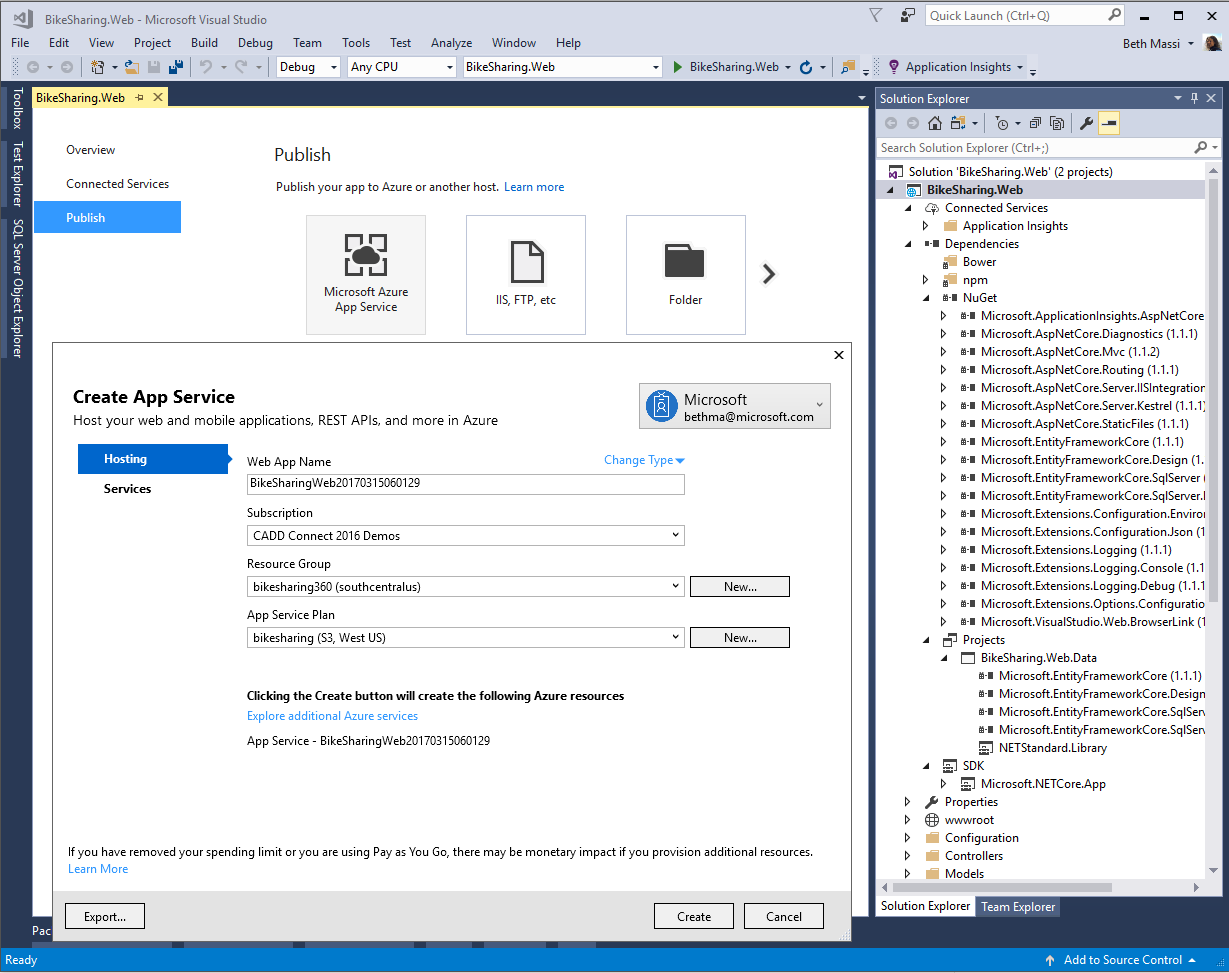 BikeSharing.Web - Microsoft Visual Studio
Quick Launch (Ctrl+Q)
File Edit View Project Build Debug Team Tools Test Analyze Window Help
Beth Massi
Debug Any CPU BikeSharing.Web BikeSharing.Web Application Insights
Toolbox
Test Explorer
SQL Server Object Explorer
BikeSharing.Web
Overview
Connected Services
Publish
Publish
Publish your app to Azure or another host. Learn more
Microsoft Azure
App Service
IIS, FTP, etc
Folder
Create App Service
Host your web and mobile applications, REST APIs, and more in Azure
Microsoft
bethma@microsoft.com
Hosting
Services
Web App Name
Change Type
BikeSharingWeb20170315060129
Subscription
CADD Connect 2016 Demos
Resource Group
bikesharing360 (southcentralus)
New...
App Service Plan
bikesharing (S3, West US)
New...
Clicking the Create button will create the following Azure resources
Explore additional Azure services
App Service - BikeSharingWeb20170315060129
If you have removed your spending limit or you are using Pay as You Go, there may be monetary impact if you provision additional resources.
Learn More
Export...
Create
Cancel
Pac
Solution Explorer
Search Solution Explorer (Ctrl+;)
Solution 'BikeSharing.Web' (2 projects)
BikeSharing.Web
Connected Services
Application Insights
Dependencies
Bower
npm
NuGet
Microsoft.ApplicationInsights.AspNetCore
Microsoft.AspNetCore.Diagnostics (1.1.1)
Microsoft.AspNetCore.Mvc (1.1.2)
Microsoft.AspNetCore.Routing (1.1.1)
Microsoft.AspNetCore.Server.IISIntegration
Microsoft.AspNetCore.Server.Kestrel (1.1.1)
Microsoft.AspNetCore.StaticFiles (1.1.1)
Microsoft.EntityFrameworkCore (1.1.1)
Microsoft.EntityFrameworkCore.Design (1.
Microsoft.EntityFrameworkCore.SqlServer (
Microsoft.EntityFrameworkCore.SqlServer.
Microsoft.Extensions.Configuration.Enviro
Microsoft.Extensions.Configuration.Json (1
Microsoft.Extensions.Logging (1.1.1)
Microsoft.Extensions.Logging.Console (1.1
Microsoft.Extensions.Logging.Debug (1.1.1
Microsoft.Extensions.Options.Configuratio
Microsoft.VisualStudio.Web.BrowserLink (1
Projects
BikeSharing.Web.Data
Microsoft.EntityFrameworkCore (1.1.1)
Microsoft.EntityFrameworkCore.Design
Microsoft.EntityFrameworkCore.SqlServ
Microsoft.EntityFrameworkCore.SqlServ
NETStandard.Library
SDK
Microsoft.NETCore.App
Properties
wwwroot
Configuration
Controllers
Models
Solution Explorer Team Explorer
Ready
Add to Source Control